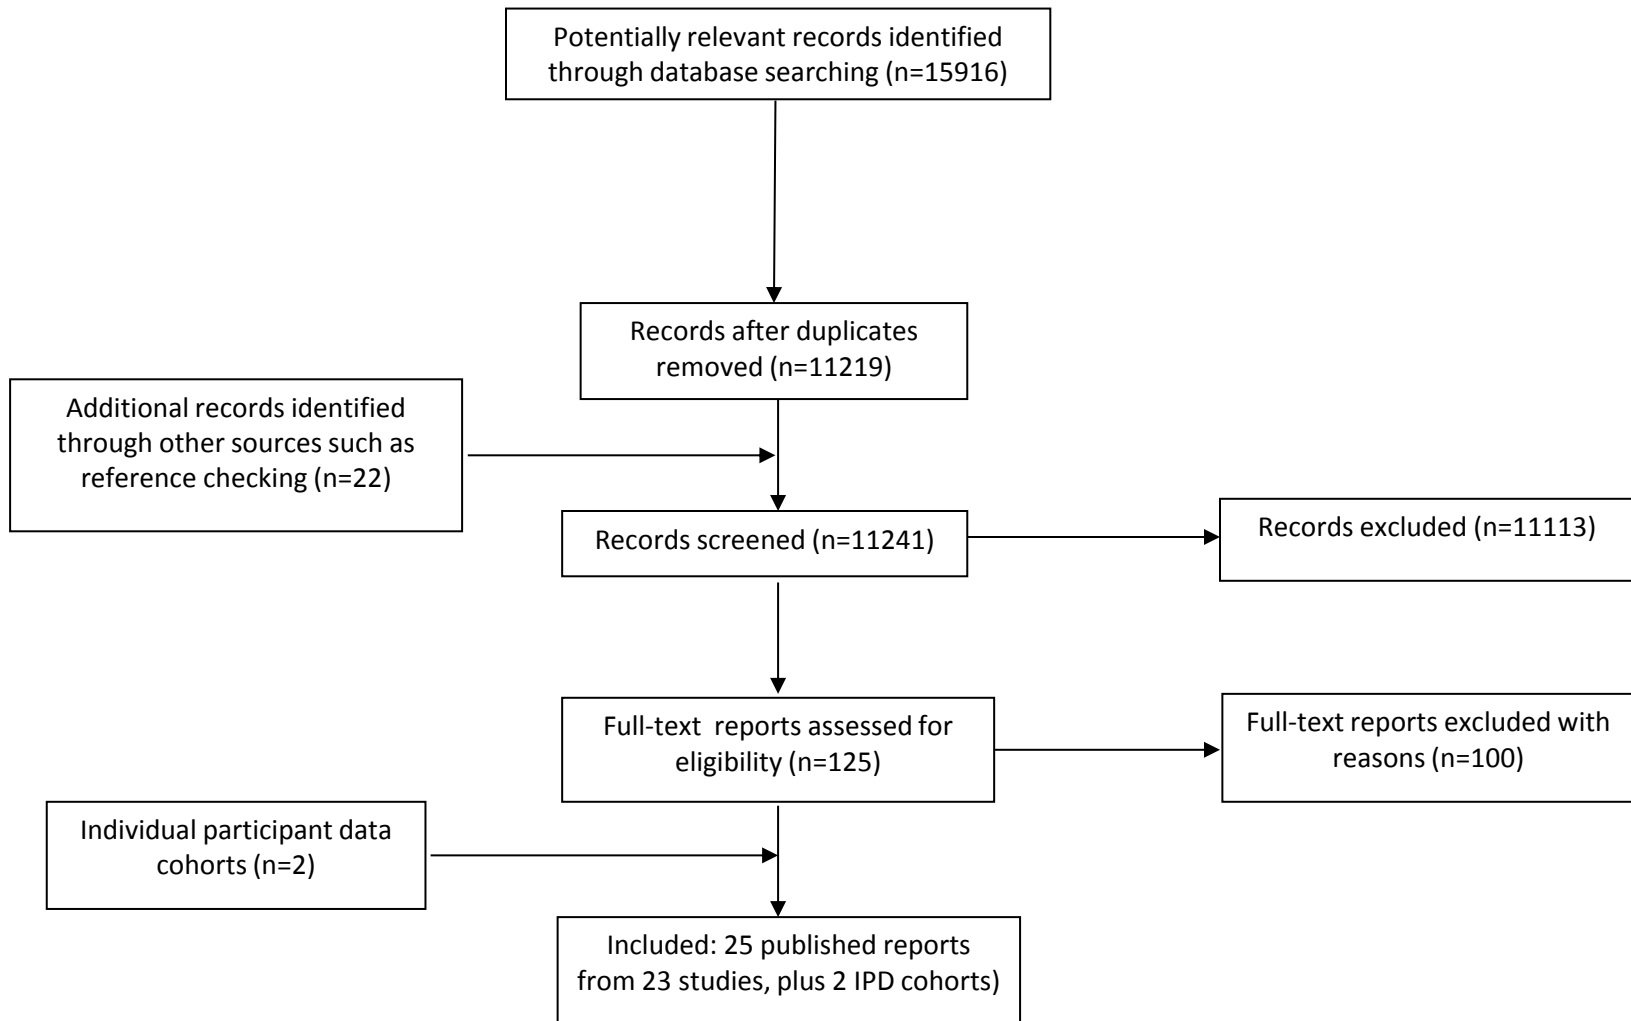 Potentially relevant records identified
through database searching (n=15916)
Records after duplicates
removed (n=11219)
Additional records identified
through other sources such as
reference checking (n=22)
Records screened (n=11241)
Records excluded (n=11113)
Full-text reports assessed for
eligibility (n=125)
Full-text reports excluded with
reasons (n=100)
Individual participant data
cohorts (n=2)
Included: 25 published reports
from 23 studies, plus 2 IPD cohorts)